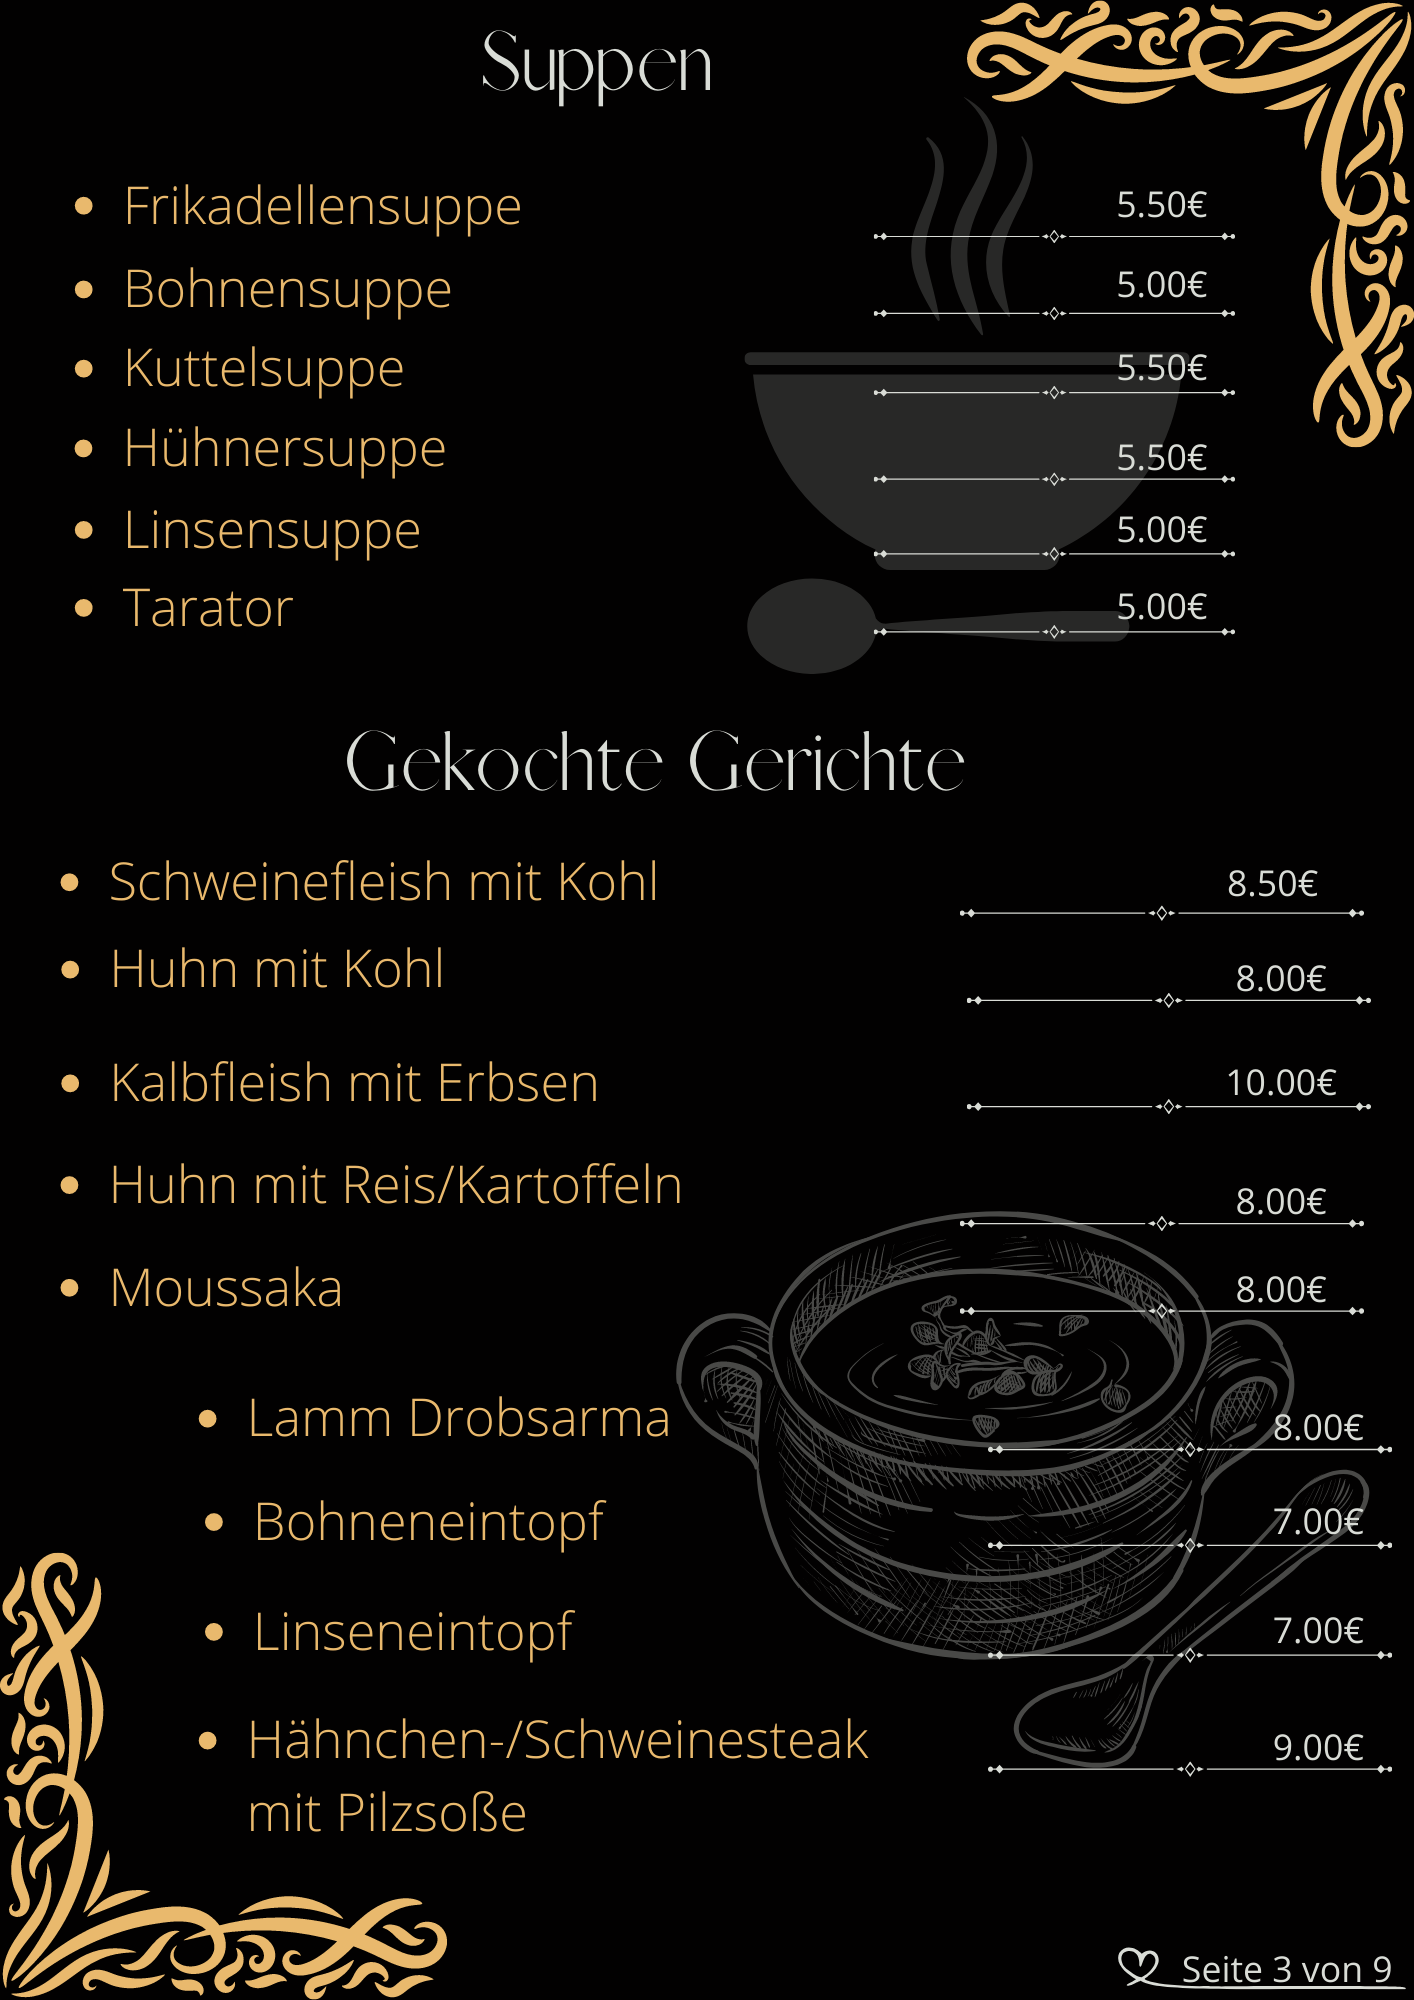 Suppen
Frikadellensuppe 5.50€
Bohnensuppe 5.00€
Kuttelsuppe 5.50€
Hühnersuppe 5.50€
Linsensuppe 5.00€
Tarator 5.00€
Gekochte Gerichte
Schweinefleish mit Kohl 8.50€
Huhn mit Kohl 8.00€
Kalbfleish mit Erbsen 10.00€
Huhn mit Reis/Kartoffeln 8.00€
Moussaka 8.00€
Lamm Drobsarma 8.00€
Bohneneintopf 7.00€
Linseneintopf 7.00€
Hähnchen-/Schweinesteak 9.00€
mit Pilzsoße
Seite 3 von 9